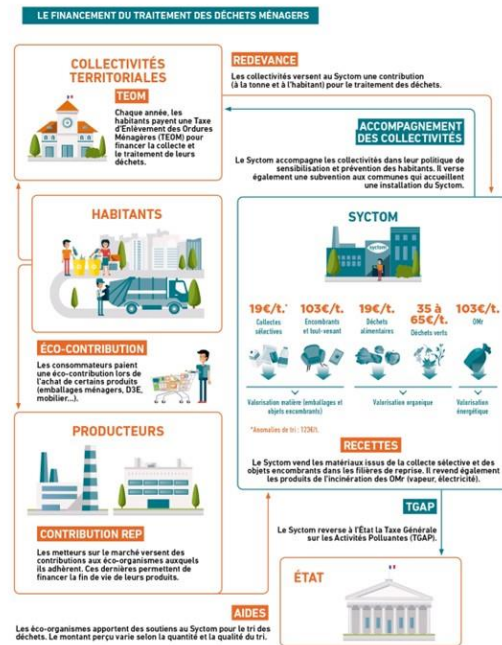 LE FINANCEMENT DU TRAITEMENT DES DÉCHETS MÉNAGERS
COLLECTIVITÉS
TERRITORIALES
TEOM
Chaque année, les
habitants payent une Taxe
d'Enlèvement des Ordures
Ménagères (TEOM) pour
financer la collecte et
le traitement de leurs
déchets.
REDEVANCE
Les collectivités versent au Syctom une contribution
(à la tonne et à l'habitant) pour le traitement des déchets.
ACCOMPAGNEMENT
DES COLLECTIVITÉS
Le Syctom accompagne les collectivités dans leur politique de
sensibilisation et prévention des habitants. Il verse
également une subvention aux communes qui accueillent
une installation du Syctom.
HABITANTS
SYCTOM
syctom
19€/t.*
Collectes
sélectives
103€/t.
Encombrants
et tout-venant
19€/t.
Déchets
alimentaires
35 à
65€/t.
Déchets verts
103€/t.
OMr
Valorisation matière (emballages et
objets encombrants)
Valorisation organique
Valorisation
énergétique
*Anomalies de tri : 123€/t.
ÉCO-CONTRIBUTION
Les consommateurs paient
une éco-contribution lors de
l'achat de certains produits
(emballages ménagers, D3E,
mobilier...).
RECETTES
Le Syctom vend les matériaux issus de la collecte sélective et des
objets encombrants dans les filières de reprise. Il revend également
les produits de l'incinération des OMr (vapeur, électricité).
PRODUCTEURS
CONTRIBUTION REP
Les metteurs sur le marché versent des
contributions aux éco-organismes auxquels
ils adhèrent. Ces dernières permettent de
financer la fin de vie de leurs produits.
TGAP
Le Syctom reverse à l'État la Taxe Générale
sur les Activités Polluantes (TGAP).
ÉTAT
AIDES
Les éco-organismes apportent des soutiens au Syctom pour le tri des
déchets. Le montant perçu varie selon la quantité et la qualité du tri.